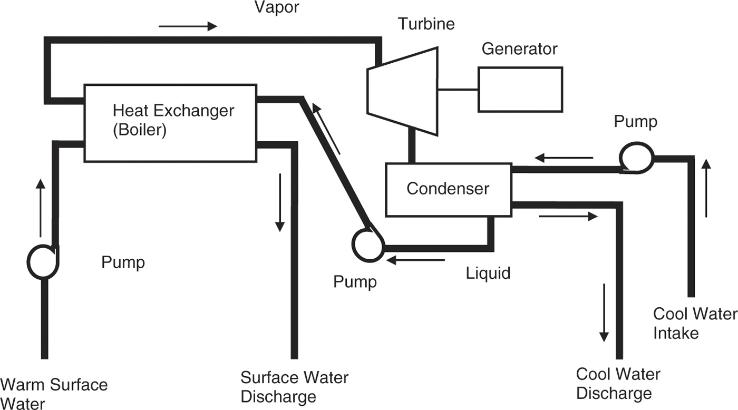 Vapor
Turbine
Generator
Heat Exchanger
(Boiler)
Pump
Condenser
Pump
Pump
Liquid
Cool Water
Intake
Warm Surface
Water
Surface Water
Discharge
Cool Water
Discharge